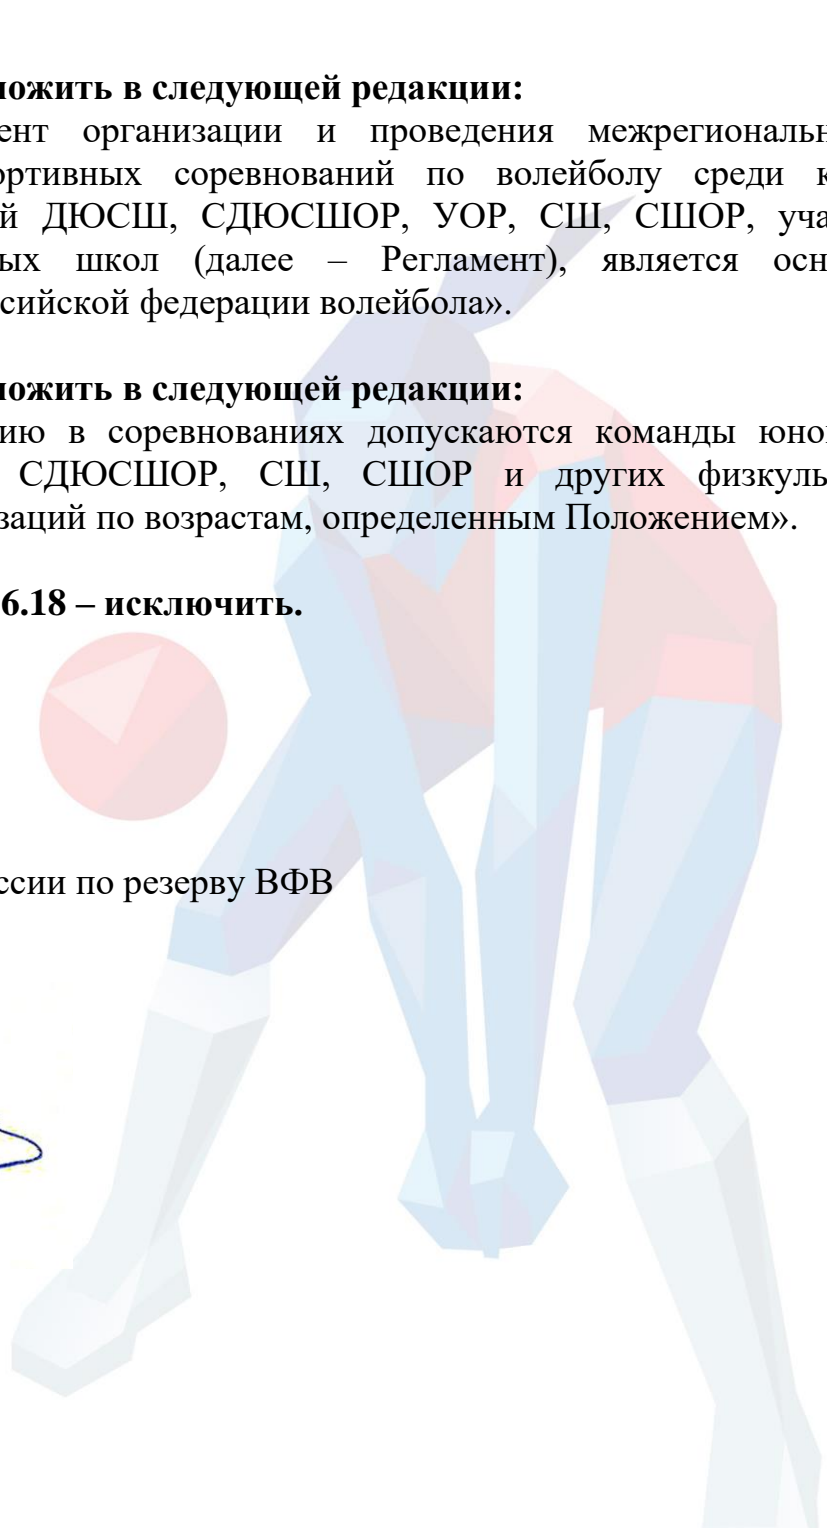 ложить в следующей редакции:
ент организации и проведения межрегиональн
ортивных соревнований по волейболу среди к
й ДЮСШ, СДЮСШОР, УОР, СШ, СШОР, уча
ых школ (далее – Регламент), является осн
ссийской федерации волейбола».
ложить в следующей редакции:
ию в соревнованиях допускаются команды юно
СДЮСШОР, СШ, СШОР и других физкуль
заций по возрастам, определенным Положением».
6.18 – исключить.
ссии по резерву ВФВ